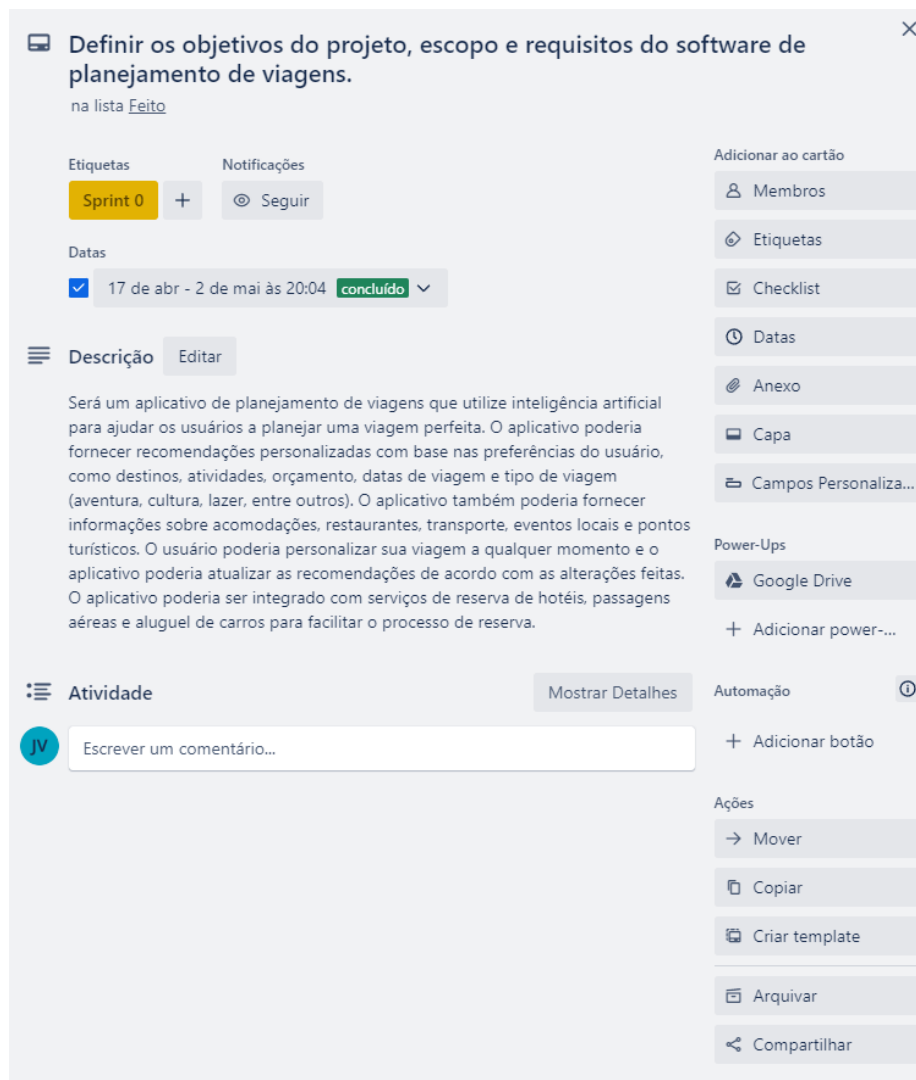 Definir os objetivos do projeto, escopo e requisitos do software de
planejamento de viagens.
na lista Feito
Etiquetas
Notificações
Sprint 0
Seguir
Datas
17 de abr - 2 de mai às 20:04 concluído
Descrição
Editar
Será um aplicativo de planejamento de viagens que utilize inteligência artificial
para ajudar os usuários a planejar uma viagem perfeita. O aplicativo poderia
fornecer recomendações personalizadas com base nas preferências do usuário,
como destinos, atividades, orçamento, datas de viagem e tipo de viagem
(aventura, cultura, lazer, entre outros). O aplicativo também poderia fornecer
informações sobre acomodações, restaurantes, transporte, eventos locais e pontos
turísticos. O usuário poderia personalizar sua viagem a qualquer momento e o
aplicativo poderia atualizar as recomendações de acordo com as alterações feitas.
O aplicativo poderia ser integrado com serviços de reserva de hotéis, passagens
aéreas e aluguel de carros para facilitar o processo de reserva.
Atividade
Mostrar Detalhes
JV
Escrever um comentário...
Adicionar ao cartão
Membros
Etiquetas
Checklist
Datas
Anexo
Capa
Campos Personaliza...
Power-Ups
Google Drive
+ Adicionar power-...
Automação
+ Adicionar botão
Ações
Mover
Copiar
Criar template
Arquivar
Compartilhar